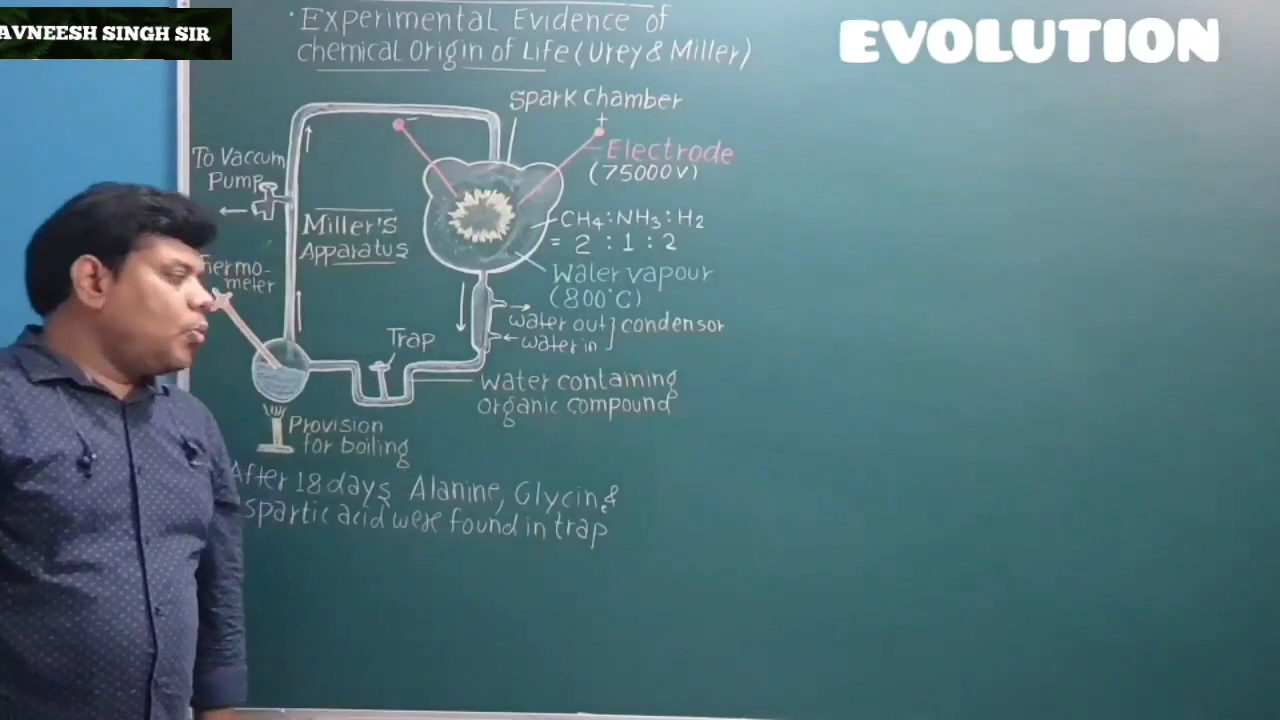 AVNEESH SINGH SIR
EVOLUTION
• Experimental Evidence of
chemical Origin of Life (Urey & Miller)
Spark Chamber
+
-
Electrode
(75000V)
To Vaccum
Pump
Miller's
Apparatus
CH4 : NH3 : H2
= 2 : 1 : 2
Water vapour
(800°C)
Thermo-
meter
water out
water in
] condensor
Trap
Water containing
organic compound
Provision
for boiling
After 18 days Alanine, Glycin &
spartic acid were found in trap